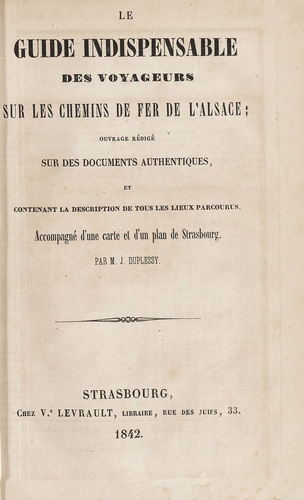 LE
GUIDE INDISPENSABLE
DES VOYAGEURS
SUR LES CHEMINS DE FER DE L'ALSACE;
OUVRAGE RÉDIGÉ
SUR DES DOCUMENTS AUTHENTIQUES,
ET
CONTENANT LA DESCRIPTION DE TOUS LES LIEUX PARCOURUS.
Accompagné d'une carte et d'un plan de Strasbourg.
PAR M. J. DUPLESSY.
STRASBOURG,
CHEZ V.e LEVRAULT, LIBRAIRE, RUE DES JUIFS, 33.
1842.